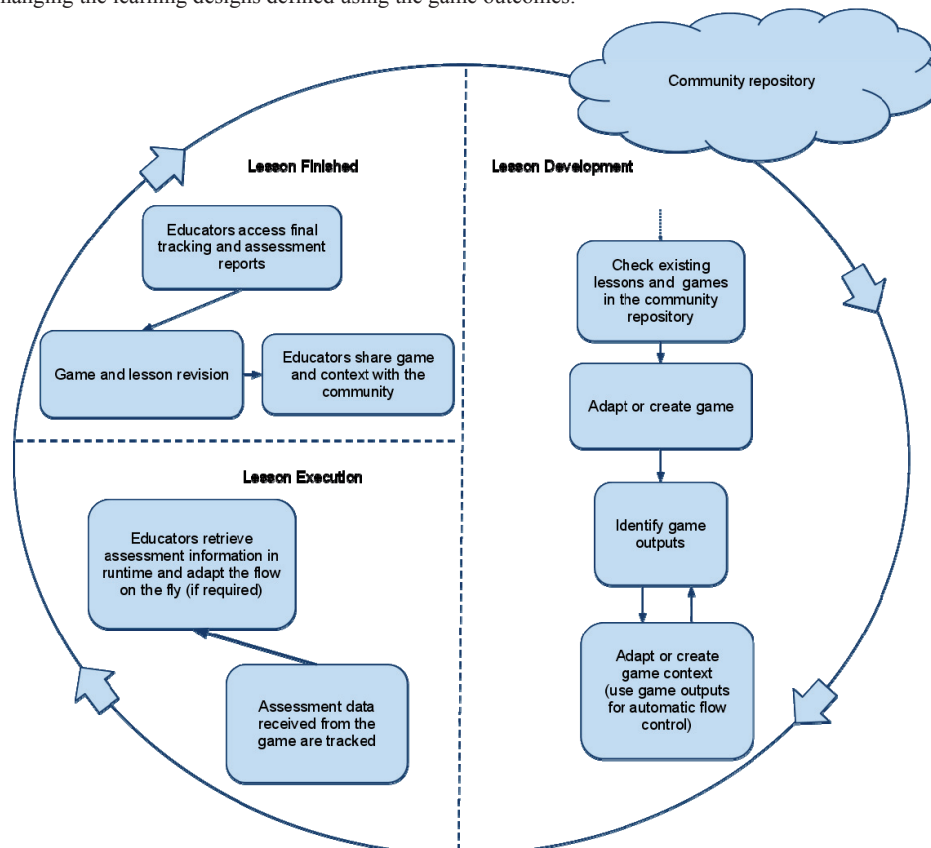 changing the learning designs defined using the game outcomes.
Community repository
Lesson Finished
Lesson Development
Educators access final
tracking and assessment
reports
Game and lesson revision
Educators share game
and context with the
community
Check existing
lessons and games
in the community
repository
Adapt or create game
Identify game
outputs
Adapt or create
game context
(use game outputs
for automatic flow
control)
Lesson Execution
Educators retrieve
assessment information in
runtime and adapt the flow
on the fly (if required)
Assessment data
received from the
game are tracked